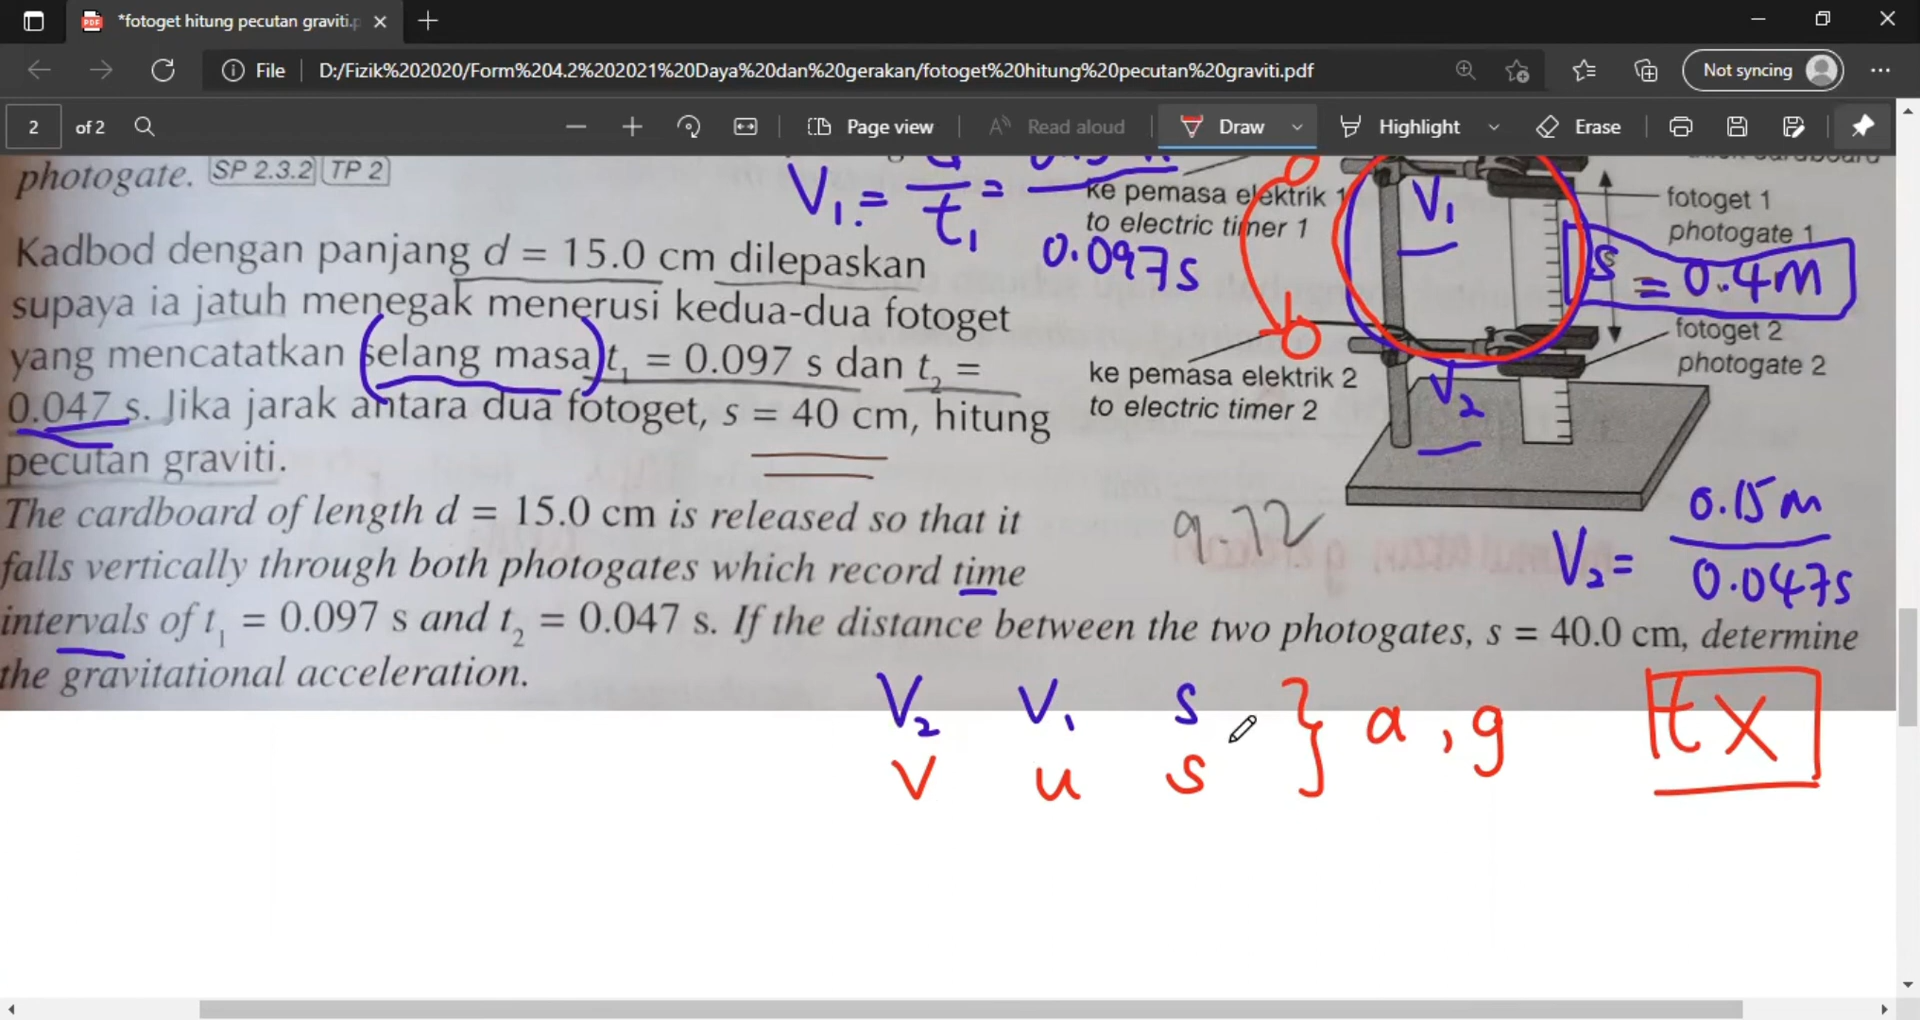 *fotoget hitung pecutan graviti.p
File
D:/Fizik%202020/Form%204.2%202021%20Daya%20dan%20gerakan/fotoget%20hitung%20pecutan%20graviti.pdf
Not syncing
2 of 2
Page view
Read aloud
Draw
Highlight
Erase
photogate. SP 2.3.2 TP 2
V₁ = d/t₁ =
0.097s
ke pemasa elektrik 1
to electric timer 1
V₁
fotoget 1
photogate 1
s = 0.4m
fotoget 2
photogate 2
ke pemasa elektrik 2
to electric timer 2
V₂
Kadbod dengan panjang d = 15.0 cm dilepaskan
supaya ia jatuh menegak menerusi kedua-dua fotoget
yang mencatatkan (selang masa) t₁ = 0.097 s dan t₂ =
0.047 s. Jika jarak antara dua fotoget, s = 40 cm, hitung
pecutan graviti.
The cardboard of length d = 15.0 cm is released so that it
falls vertically through both photogates which record time
intervals of t₁ = 0.097 s and t₂ = 0.047 s. If the distance between the two photogates, s = 40.0 cm, determine
the gravitational acceleration.
9.72
V₂ = 0.15m/0.047s
V₂ V₁ s
V u s } a, g
t X